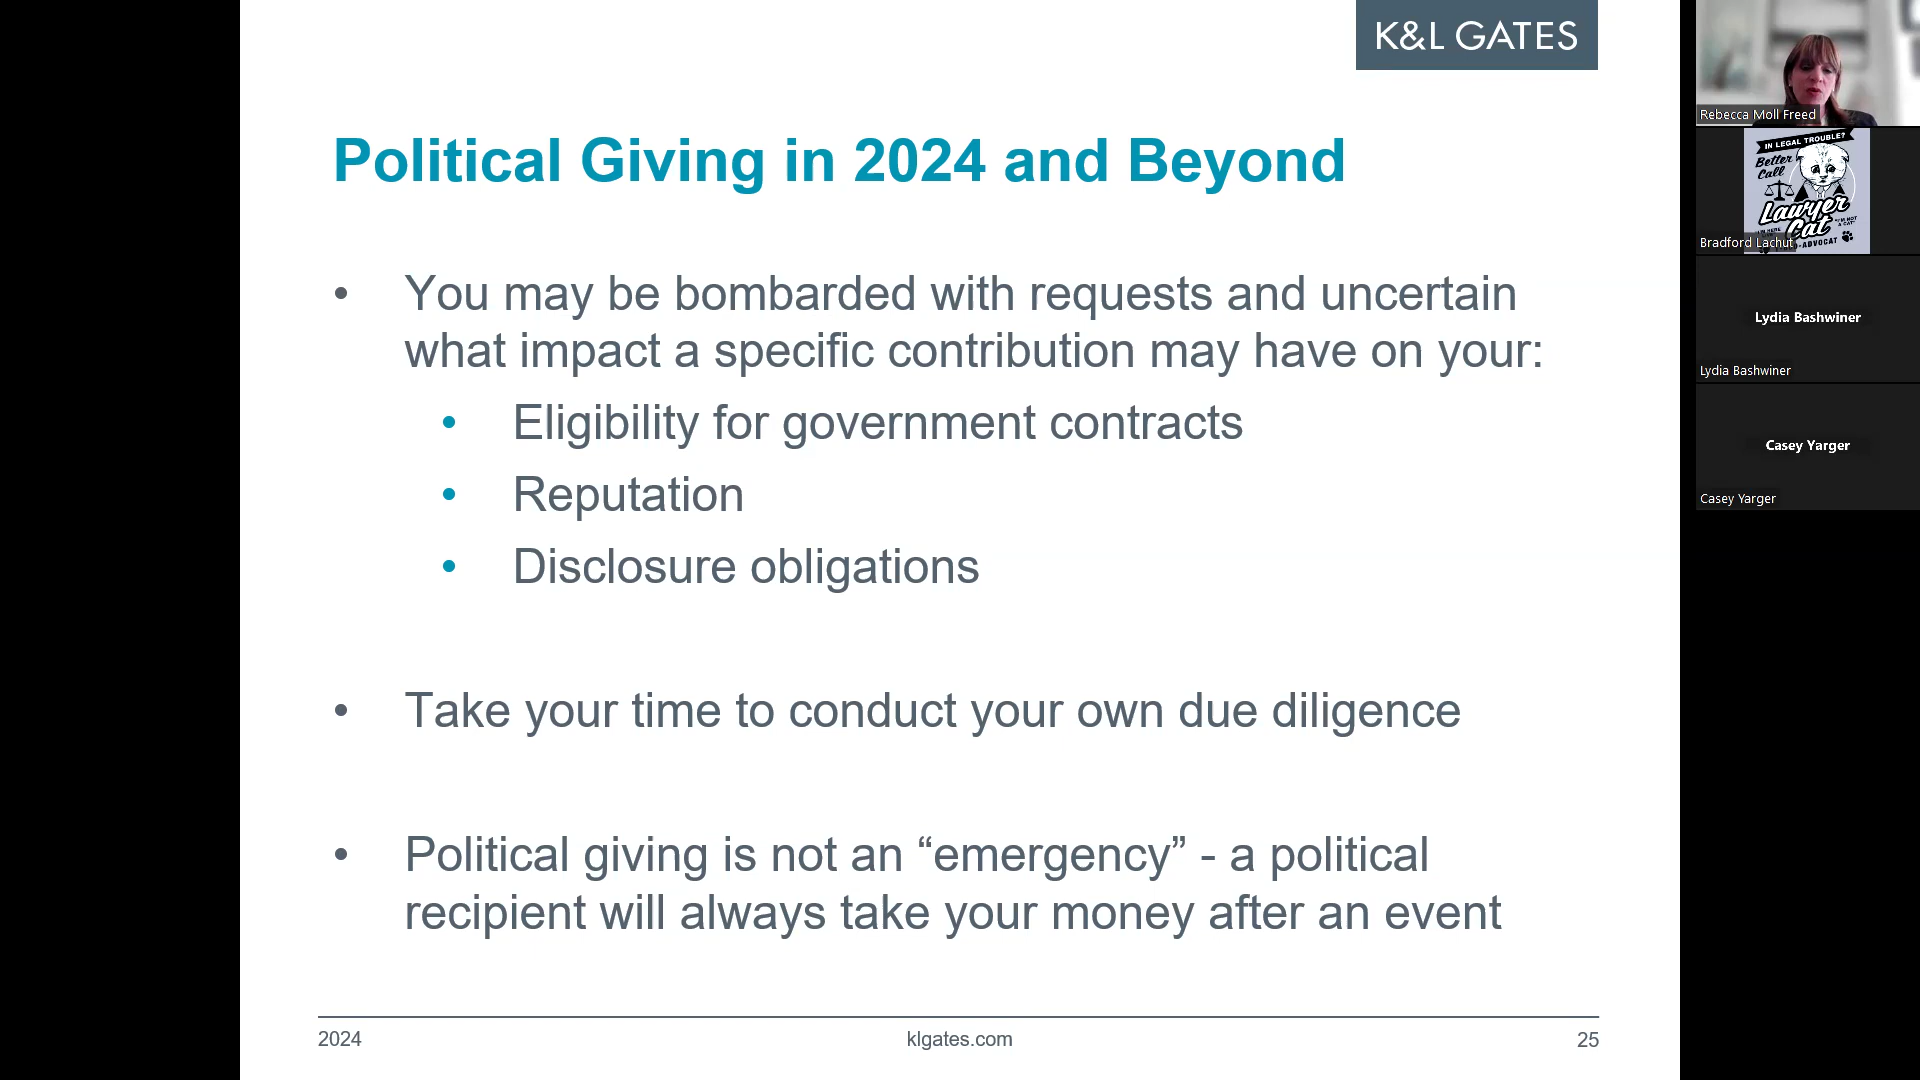 K&L GATES
Political Giving in 2024 and Beyond
• You may be bombarded with requests and uncertain
what impact a specific contribution may have on your:
• Eligibility for government contracts
• Reputation
• Disclosure obligations
• Take your time to conduct your own due diligence
• Political giving is not an “emergency” - a political
recipient will always take your money after an event
2024
klgates.com
25
Rebecca Moll Freed
IN LEGAL TROUBLE?
Better
Call
Lawyer
Cat
"I'M NOT
A CAT"
-ADVOCAT
Bradford Lachut
Lydia Bashwiner
Lydia Bashwiner
Casey Yarger
Casey Yarger